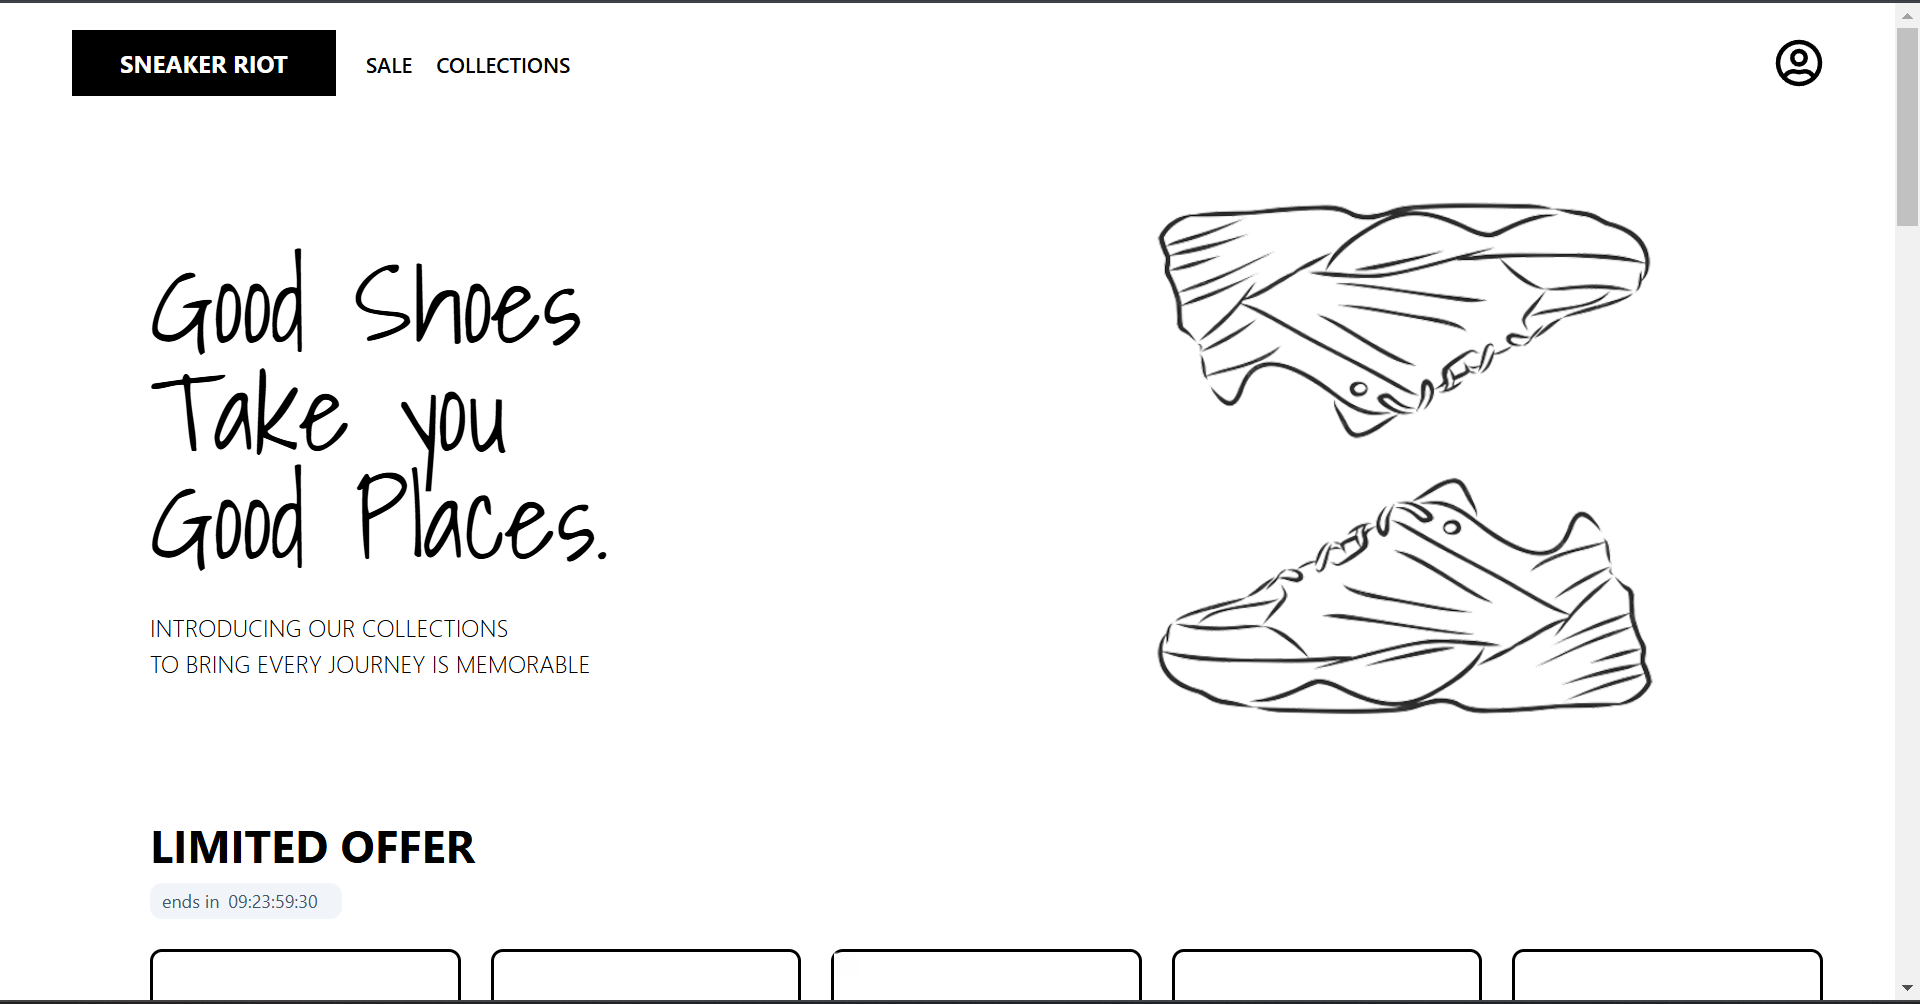 SNEAKER RIOT SALE COLLECTIONS
Good Shoes
Take you
Good Places.
INTRODUCING OUR COLLECTIONS
TO BRING EVERY JOURNEY IS MEMORABLE
LIMITED OFFER
ends in 09:23:59:30